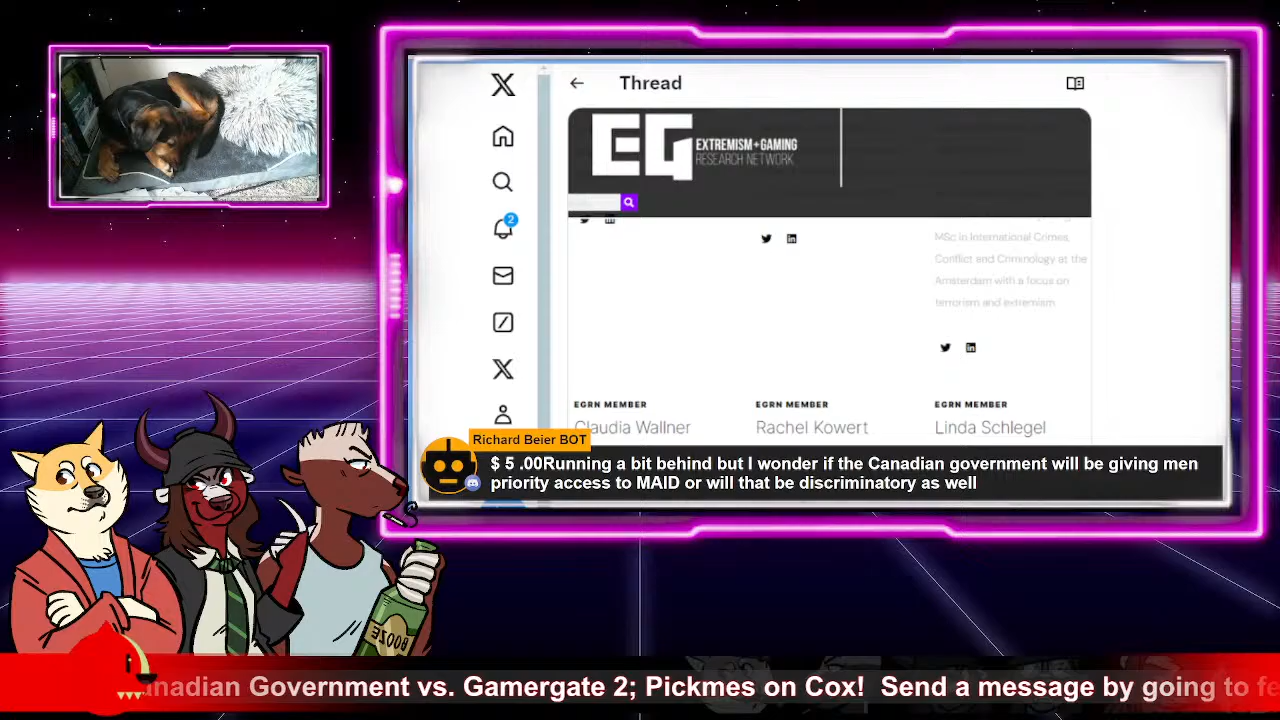 Thread
EG EXTREMISM+GAMING
RESEARCH NETWORK
2
MSc in International Crimes,
Conflict and Criminology at the
Amsterdam with a focus on
terrorism and extremism
EGRN MEMBER
EGRN MEMBER
EGRN MEMBER
Claudia Wallner
Rachel Kowert
Linda Schlegel
Richard Beier BOT
$ 5 .00Running a bit behind but I wonder if the Canadian government will be giving men
priority access to MAID or will that be discriminatory as well
BOOZE
anadian Government vs. Gamergate 2; Pickmes on Cox! Send a message by going to fe